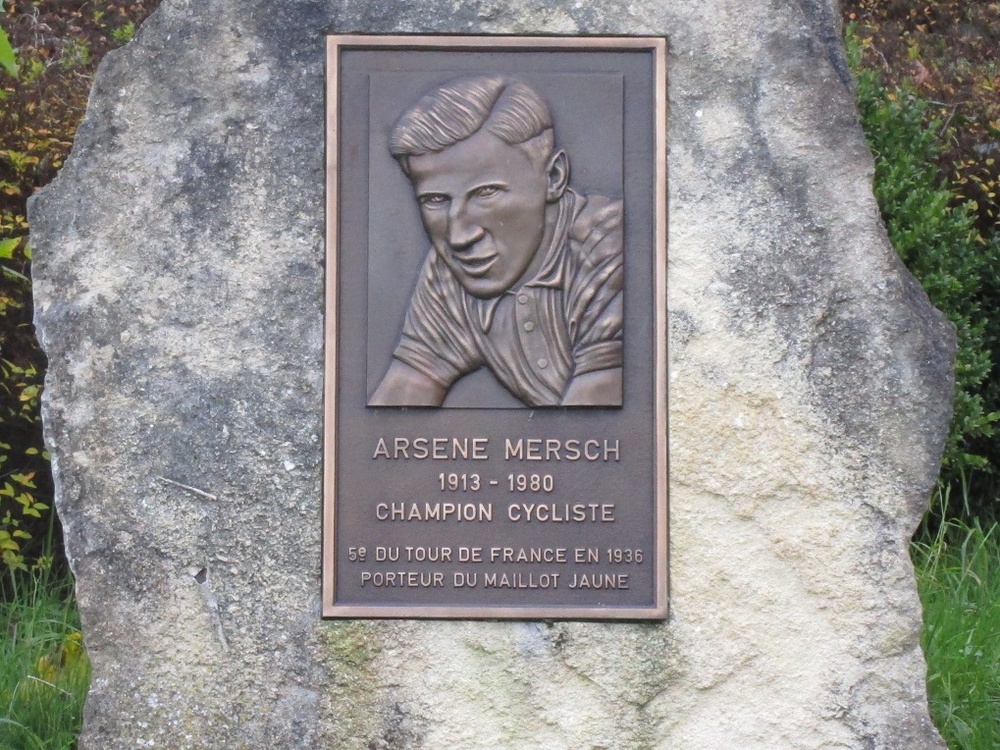 ARSENE MERSCH
1913 - 1980
CHAMPION CYCLISTE
5e DU TOUR DE FRANCE EN 1936
PORTEUR DU MAILLOT JAUNE